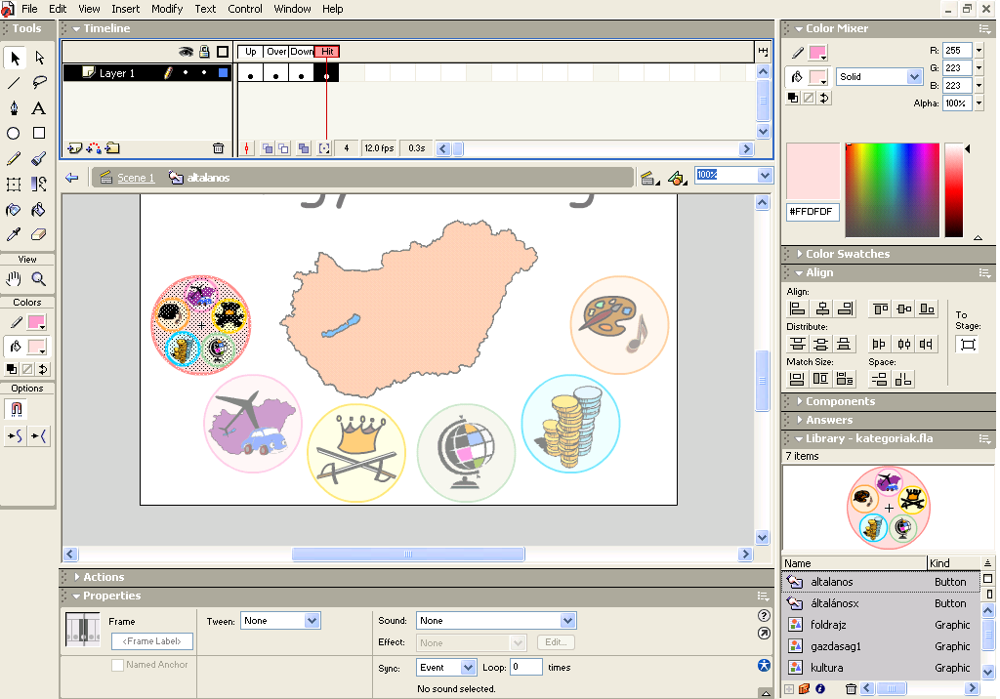 File Edit View Insert Modify Text Control Window Help
Tools
Timeline
Up Over Down Hit
Layer 1
4 12.0 fps 0.3s
Scene 1 altalanos 100%
View
Colors
Options
Color Mixer
R: 255
Solid
G: 223
B: 223
Alpha: 100%
#FFDFDF
Color Swatches
Align
Align:
To Stage:
Distribute:
Match Size: Space:
Components
Answers
Library - kategoriak.fla
7 items
Name Kind
altalanos Button
általánosx Button
foldrajz Graphic
gazdasag1 Graphic
kultura Graphic
Actions
Properties
Frame
<Frame Label>
Named Anchor
Tween: None
Sound: None
Effect: None Edit...
Sync: Event Loop: 0 times
No sound selected.